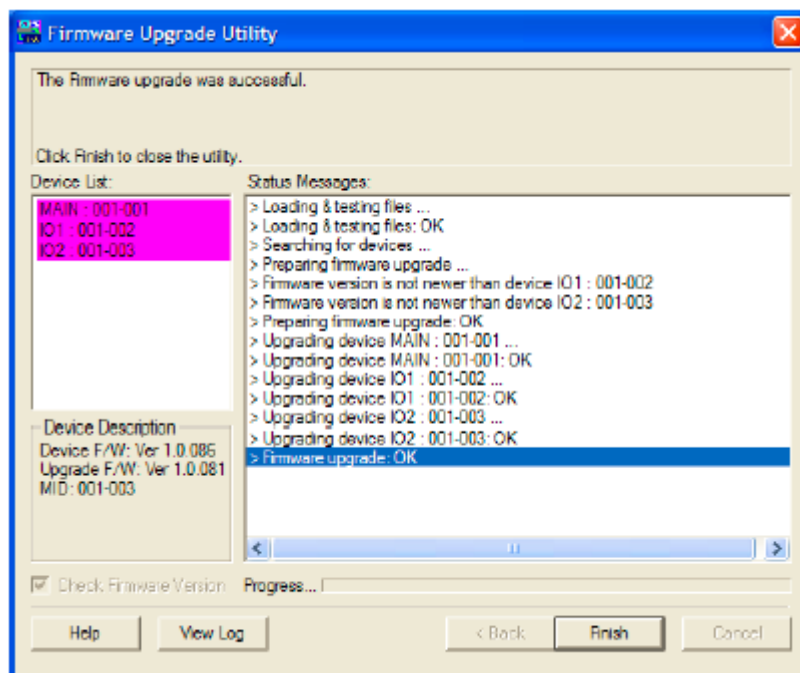 Firmware Upgrade Utility
The Firmware upgrade was successful.
Click Finish to close the utility.
Device List:
MAIN : 001-001
IO1 : 001-002
IO2 : 001-003
Status Messages:
> Loading & testing files ...
> Loading & testing files: OK
> Searching for devices ...
> Preparing firmware upgrade ...
> Firmware version is not newer than device IO1 : 001-002
> Firmware version is not newer than device IO2 : 001-003
> Preparing firmware upgrade: OK
> Upgrading device MAIN : 001-001 ...
> Upgrading device MAIN : 001-001: OK
> Upgrading device IO1 : 001-002 ...
> Upgrading device IO1 : 001-002: OK
> Upgrading device IO2 : 001-003 ...
> Upgrading device IO2 : 001-003: OK
> Firmware upgrade: OK
Device Description
Device F/W: Ver 1.0.086
Upgrade F/W: Ver 1.0.081
MID: 001-003
Check Firmware Version
Progress...
Help
View Log
< Back
Finish
Cancel